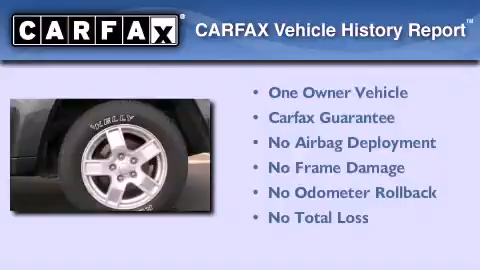 CARFAX®
CARFAX Vehicle History Report™
KELLY
• One Owner Vehicle
• Carfax Guarantee
• No Airbag Deployment
• No Frame Damage
• No Odometer Rollback
• No Total Loss